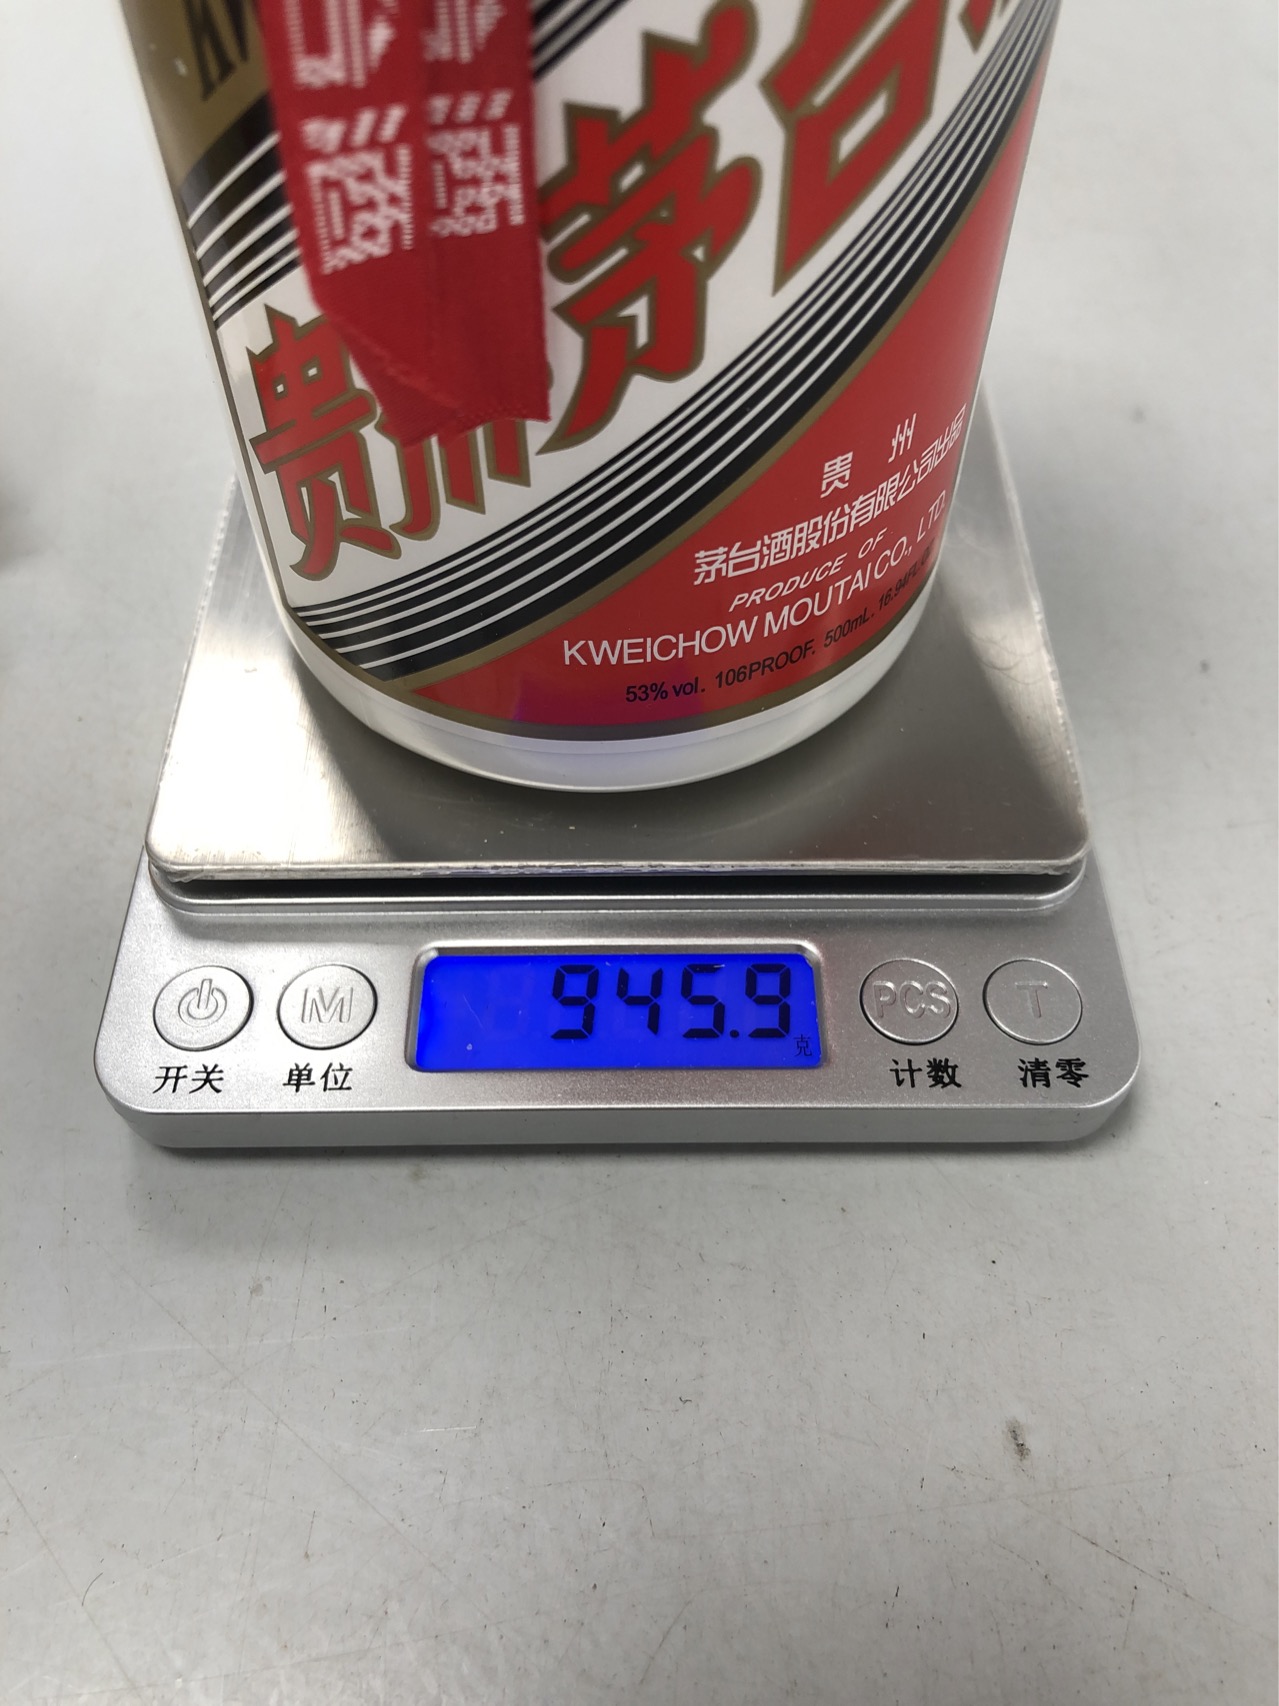 贵州茅台
贵州
茅台酒股份有限公司出品
PRODUCE OF
KWEICHOW MOUTAI CO., LTD.
53% vol. 106PROOF. 500mL.
945.9
克
M
PCS
T
开关
单位
计数
清零